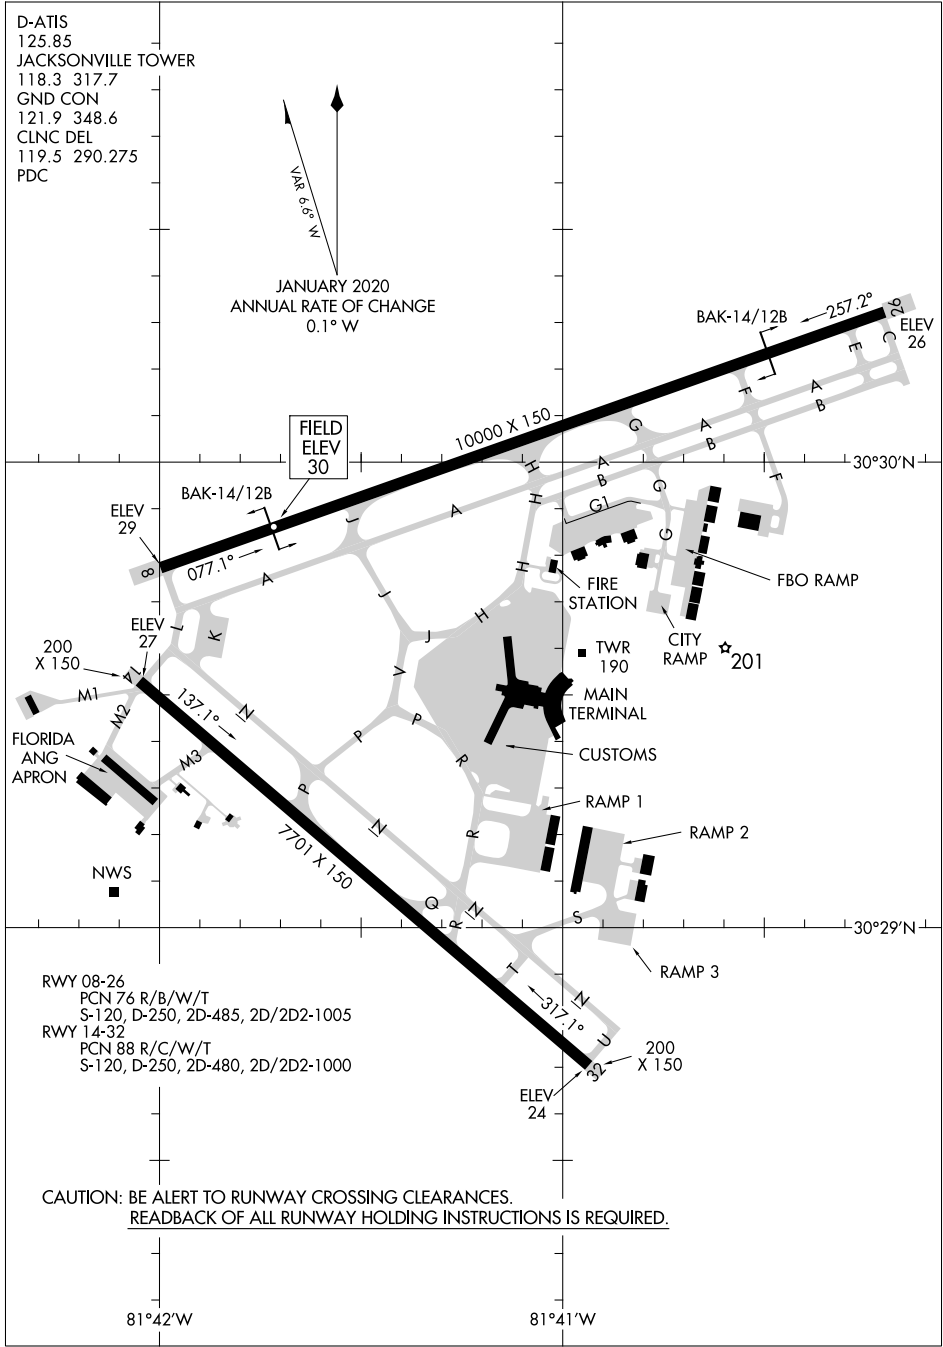 D-ATIS
125.85
JACKSONVILLE TOWER
118.3 317.7
GND CON
121.9 348.6
CLNC DEL
119.5 290.275
PDC
VAR 6.6° W
JANUARY 2020
ANNUAL RATE OF CHANGE
0.1° W
BAK-14/12B
257.2°
26
ELEV
26
C
E
A
B
F
10000 X 150
G
A
B
FIELD
ELEV
30
H
A
B
30°30'N
F
BAK-14/12B
H
G
G1
A
J
ELEV
29
G
077.1°
8
A
H
FIRE
STATION
FBO RAMP
J
H
ELEV
27
L
K
J
CITY
RAMP
TWR
190
201
200
X 150
14
V
M1
137.1°
M2
N
MAIN
TERMINAL
P
P
FLORIDA
ANG
APRON
M3
R
CUSTOMS
P
RAMP 1
N
R
RAMP 2
7701 X 150
NWS
Q
N
R
S
30°29'N
T
RAMP 3
RWY 08-26
PCN 76 R/B/W/T
S-120, D-250, 2D-485, 2D/2D2-1005
RWY 14-32
PCN 88 R/C/W/T
S-120, D-250, 2D-480, 2D/2D2-1000
317.1°
N
U
200
X 150
32
ELEV
24
CAUTION: BE ALERT TO RUNWAY CROSSING CLEARANCES.
READBACK OF ALL RUNWAY HOLDING INSTRUCTIONS IS REQUIRED.
81°42'W
81°41'W